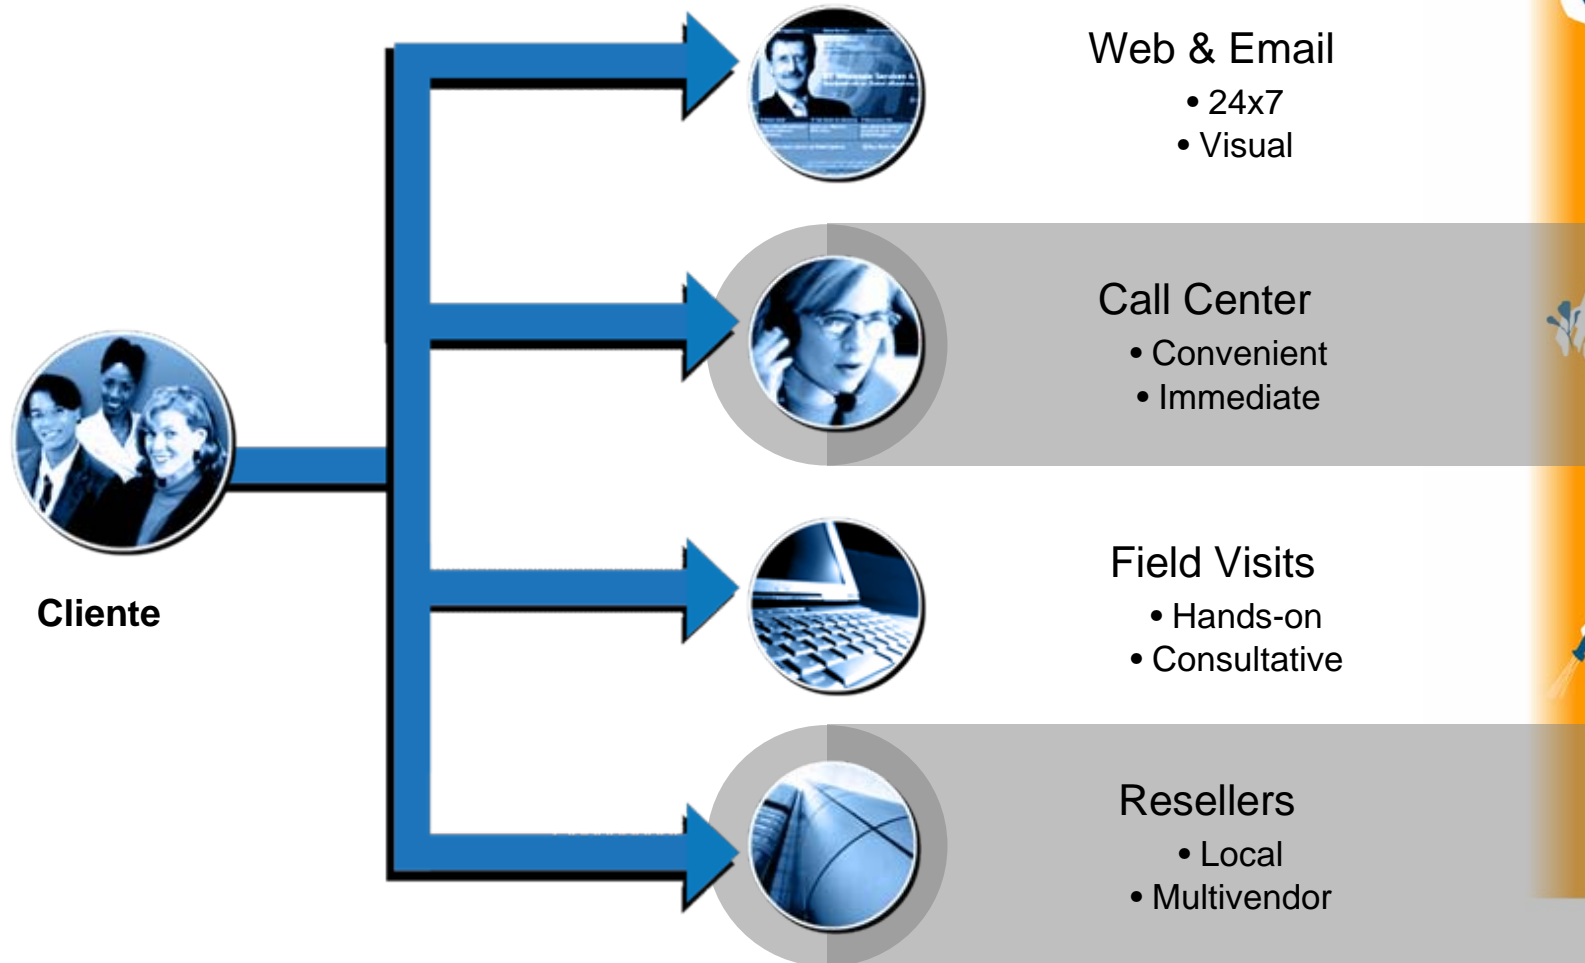 Web & Email
• 24x7
• Visual
Call Center
• Convenient
• Immediate
Cliente
Field Visits
• Hands-on
• Consultative
Resellers
• Local
• Multivendor